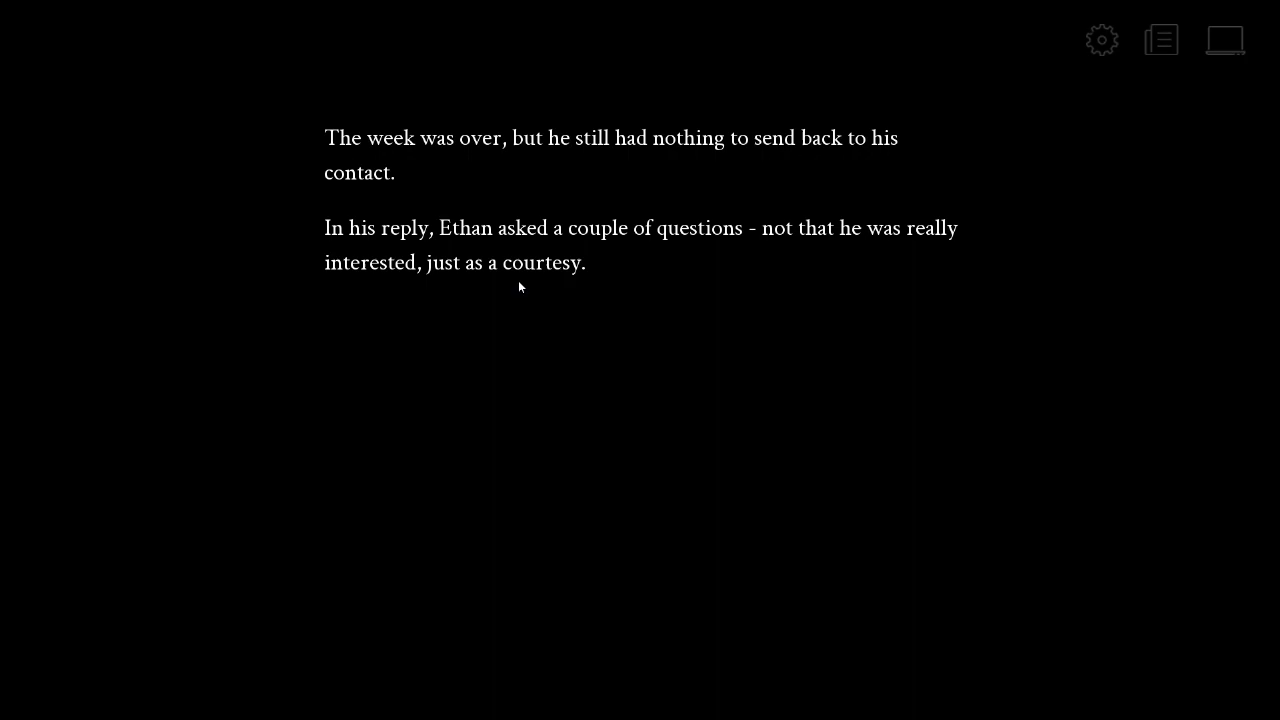 The week was over, but he still had nothing to send back to his
contact.
In his reply, Ethan asked a couple of questions - not that he was really
interested, just as a courtesy.